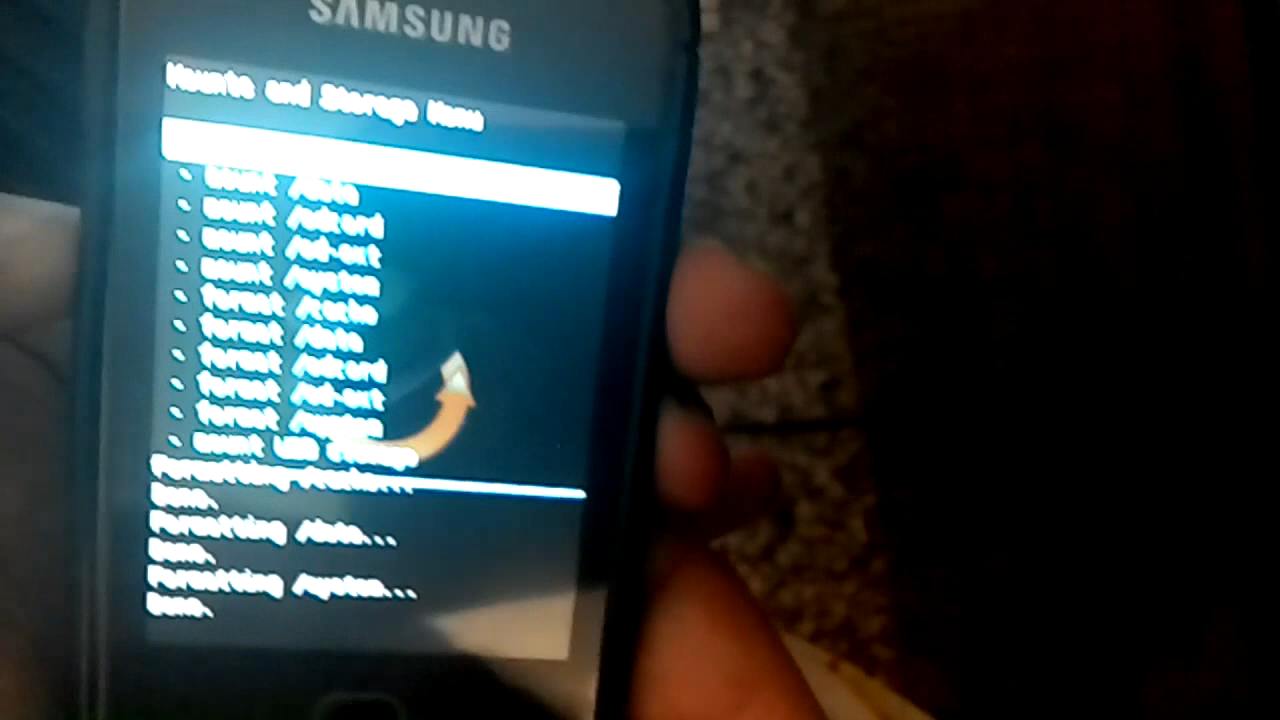 SAMSUNG
Mounts and Storage Menu
- mount /data
- mount /sdcard
- mount /sd-ext
- mount /system
- format /cache
- format /data
- format /sdcard
- format /sd-ext
- format /system
- mount USB storage
Formatting /cache...
Done.
Formatting /data...
Done.
Formatting /system...
Done.